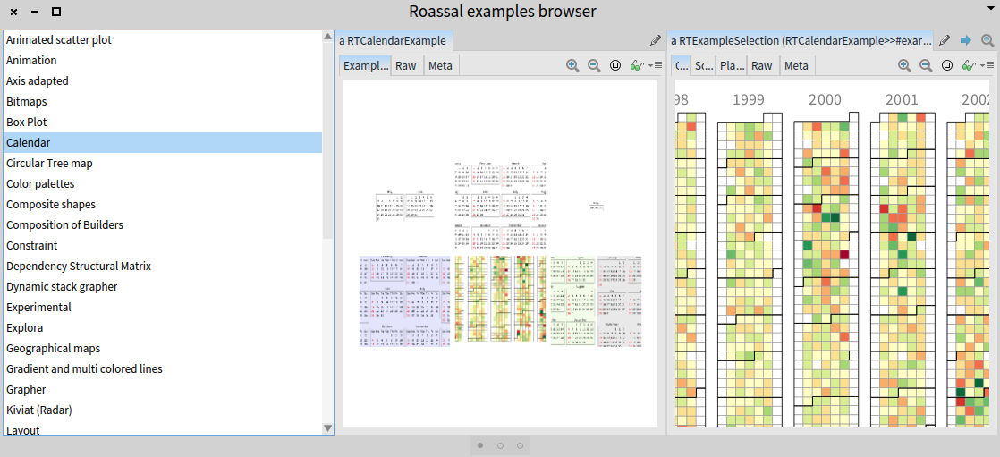 Roassal examples browser
Animated scatter plot
Animation
Axis adapted
Bitmaps
Box Plot
Calendar
Circular Tree map
Color palettes
Composite shapes
Composition of Builders
Constraint
Dependency Structural Matrix
Dynamic stack grapher
Experimental
Explora
Geographical maps
Gradient and multi colored lines
Grapher
Kiviat (Radar)
Layout
a RTCalendarExample
Exampl... Raw Meta
a RTExampleSelection (RTCalendarExample>>#exar...
(... Sc... Pla... Raw Meta
98 1999 2000 2001 2002